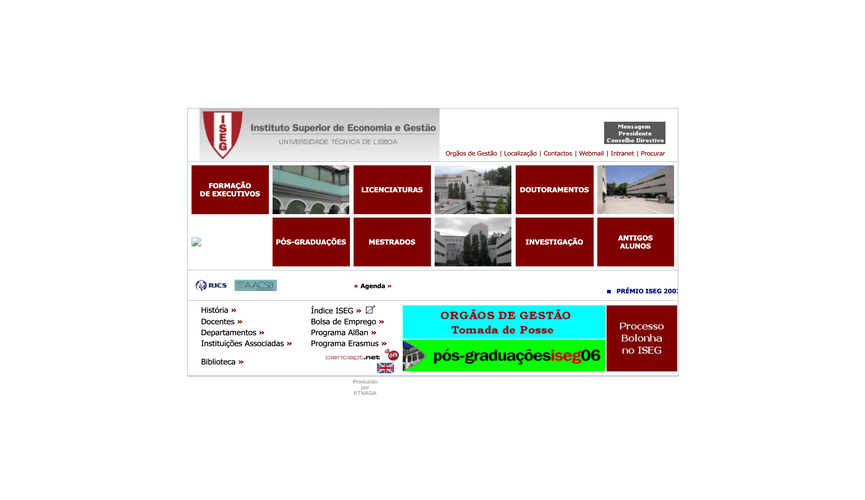 ISEG
Instituto Superior de Economia e Gestão
UNIVERSIDADE TÉCNICA DE LISBOA
Mensagem
Presidente
Conselho Directivo
Orgãos de Gestão | Localização | Contactos | Webmail | Intranet | Procurar
FORMAÇÃO
DE EXECUTIVOS
LICENCIATURAS
DOUTORAMENTOS
PÓS-GRADUAÇÕES
MESTRADOS
INVESTIGAÇÃO
ANTIGOS
ALUNOS
RICS
AACSB
+ Agenda »
PRÉMIO ISEG 200
História »
Docentes »
Departamentos »
Instituições Associadas »
Biblioteca »
Índice ISEG »
Bolsa de Emprego »
Programa Alßan »
Programa Erasmus »
cienciapt.net
ORGÃOS DE GESTÃO
Tomada de Posse
pós-graduaçõesiseg06
Processo
Bolonha
no ISEG
Produzido
por
ETNAGA